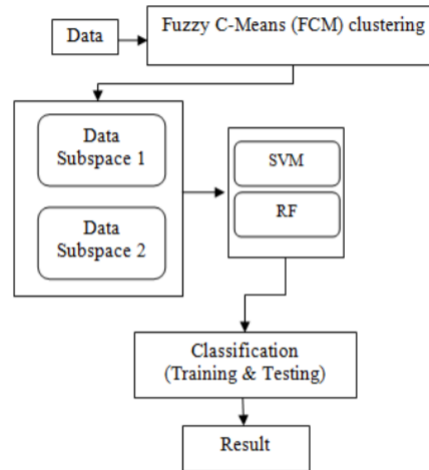 Data
Fuzzy C-Means (FCM) clustering
Data
Subspace 1
Data
Subspace 2
SVM
RF
Classification
(Training & Testing)
Result